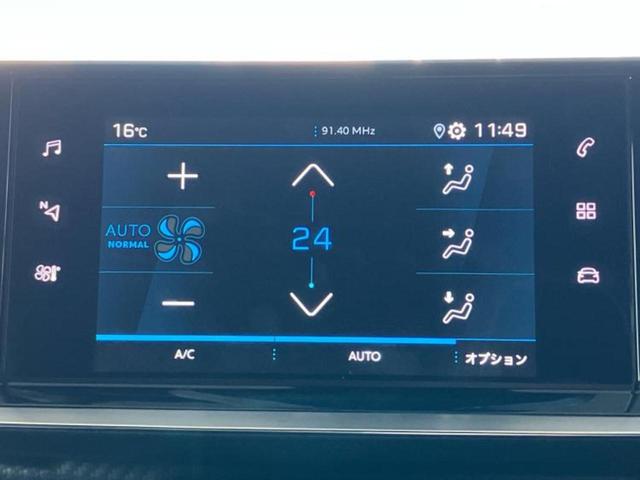 16°C 91.40 MHz 11:49
N
AUTO
NORMAL
24
A/C AUTO オプション